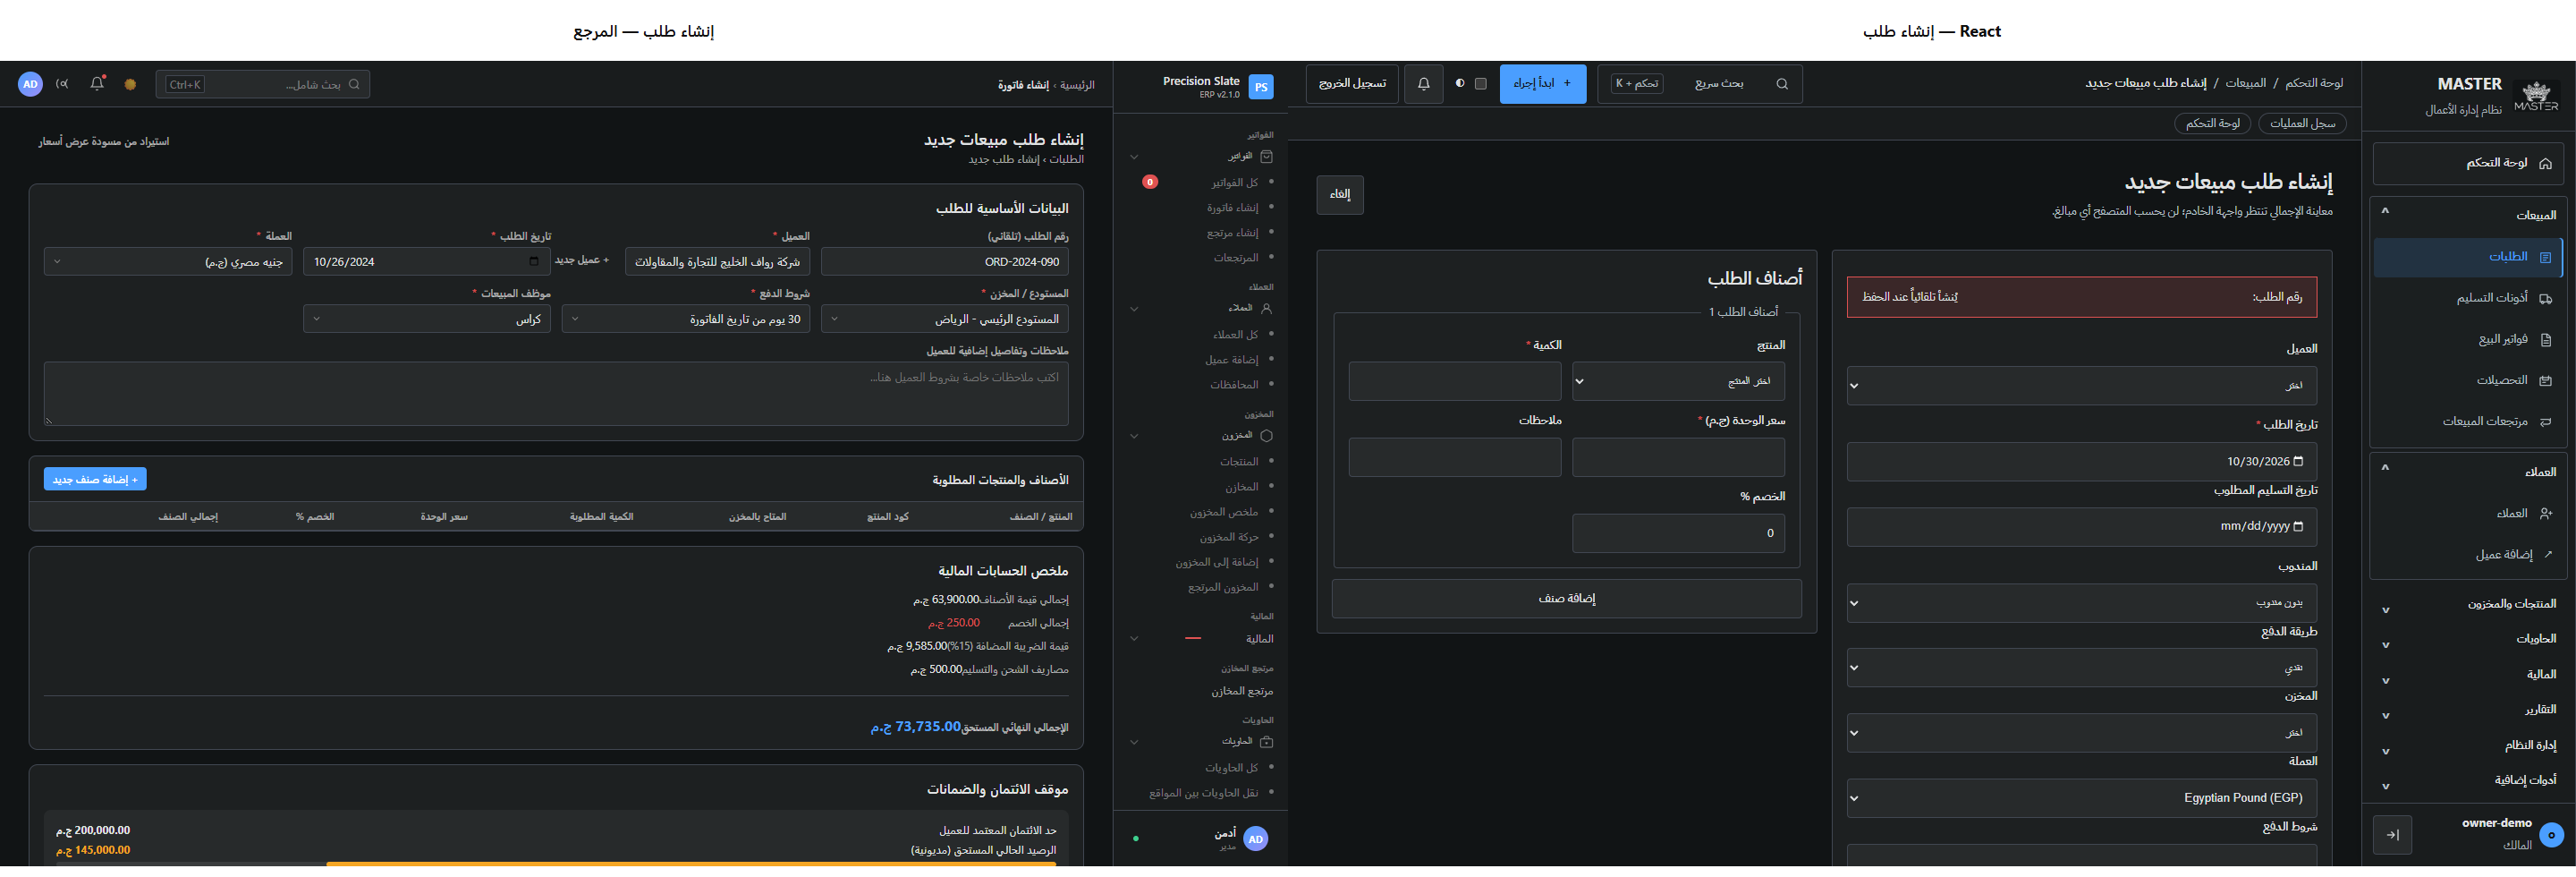 إنشاء طلب — React
لوحة التحكم / المبيعات / إنشاء طلب مبيعات جديد
بحث سريع
تحكم + K
+ ابدأ إجراء
تسجيل الخروج
سجل العمليات
لوحة التحكم
MASTER
نظام إدارة الأعمال
MASTER
لوحة التحكم
المبيعات
الطلبات
أذونات التسليم
فواتير البيع
التحصيلات
مرتجعات المبيعات
العملاء
العملاء
إضافة عميل
المنتجات والمخزون
الحاويات
المالية
التقارير
إدارة النظام
أدوات إضافية
owner-demo
المالك
إنشاء طلب مبيعات جديد
معاينة الإجمالي تنتظر واجهة الخادم؛ لن يحسب المتصفح أي مبالغ.
إلغاء
رقم الطلب:
يُنشأ تلقائياً عند الحفظ
العميل
اختر
تاريخ الطلب *
10/30/2026
تاريخ التسليم المطلوب
mm/dd/yyyy
المندوب
بدون مندوب
طريقة الدفع
نقدي
المخزن
اختر
العملة
Egyptian Pound (EGP)
شروط الدفع
أصناف الطلب
أصناف الطلب 1
المنتج
اختر المنتج
الكمية *
سعر الوحدة (ج.م) *
ملاحظات
الخصم %
0
إضافة صنف
إنشاء طلب — المرجع
PS
Precision Slate
ERP v2.1.0
الفواتير
الفواتير
كل الفواتير
0
إنشاء فاتورة
إنشاء مرتجع
المرتجعات
العملاء
العملاء
كل العملاء
إضافة عميل
المحافظات
المخزون
المخزون
المنتجات
المخازن
ملخص المخزون
حركة المخزون
إضافة إلى المخزون
المخزون المرتجع
المالية
المالية
مرتجع المخازن
مرتجع المخازن
الحاويات
الحاويات
كل الحاويات
نقل الحاويات بين المواقع
AD
أدمن
مدير
الرئيسية › إنشاء فاتورة
بحث شامل...
Ctrl+K
AD
إنشاء طلب مبيعات جديد
الطلبات › إنشاء طلب جديد
استيراد من مسودة عرض أسعار
البيانات الأساسية للطلب
رقم الطلب (تلقائي)
ORD-2024-090
العميل *
شركة رواف الخليج للتجارة والمقاولات
+ عميل جديد
تاريخ الطلب *
10/26/2024
العملة *
جنيه مصري (ج.م)
المستودع / المخزن *
المستودع الرئيسي - الرياض
شروط الدفع *
30 يوم من تاريخ الفاتورة
موظف المبيعات *
كراس
ملاحظات وتفاصيل إضافية للعميل
اكتب ملاحظات خاصة بشروط العميل هنا...
الأصناف والمنتجات المطلوبة
+ إضافة صنف جديد
المنتج / الصنف
كود المنتج
المتاح بالمخزن
الكمية المطلوبة
سعر الوحدة
الخصم %
إجمالي الصنف
ملخص الحسابات المالية
إجمالي قيمة الأصناف 63,900.00 ج.م
إجمالي الخصم 250.00 ج.م
قيمة الضريبة المضافة (15%) 9,585.00 ج.م
مصاريف الشحن والتسليم 500.00 ج.م
الإجمالي النهائي المستحق 73,735.00 ج.م
موقف الائتمان والضمانات
حد الائتمان المعتمد للعميل
200,000.00 ج.م
الرصيد الحالي المستحق (مديونية)
145,000.00 ج.م